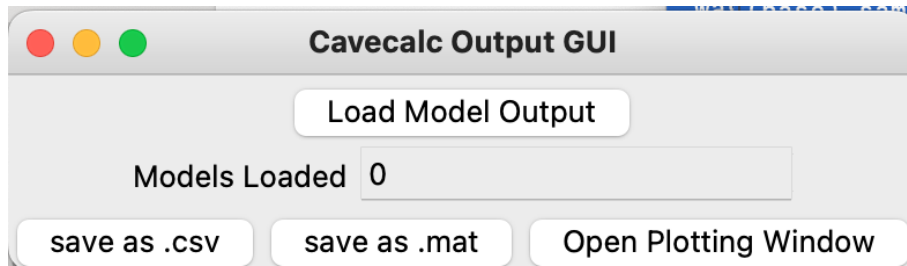 Cavecalc Output GUI
Load Model Output
Models Loaded 0
save as .csv save as .mat Open Plotting Window